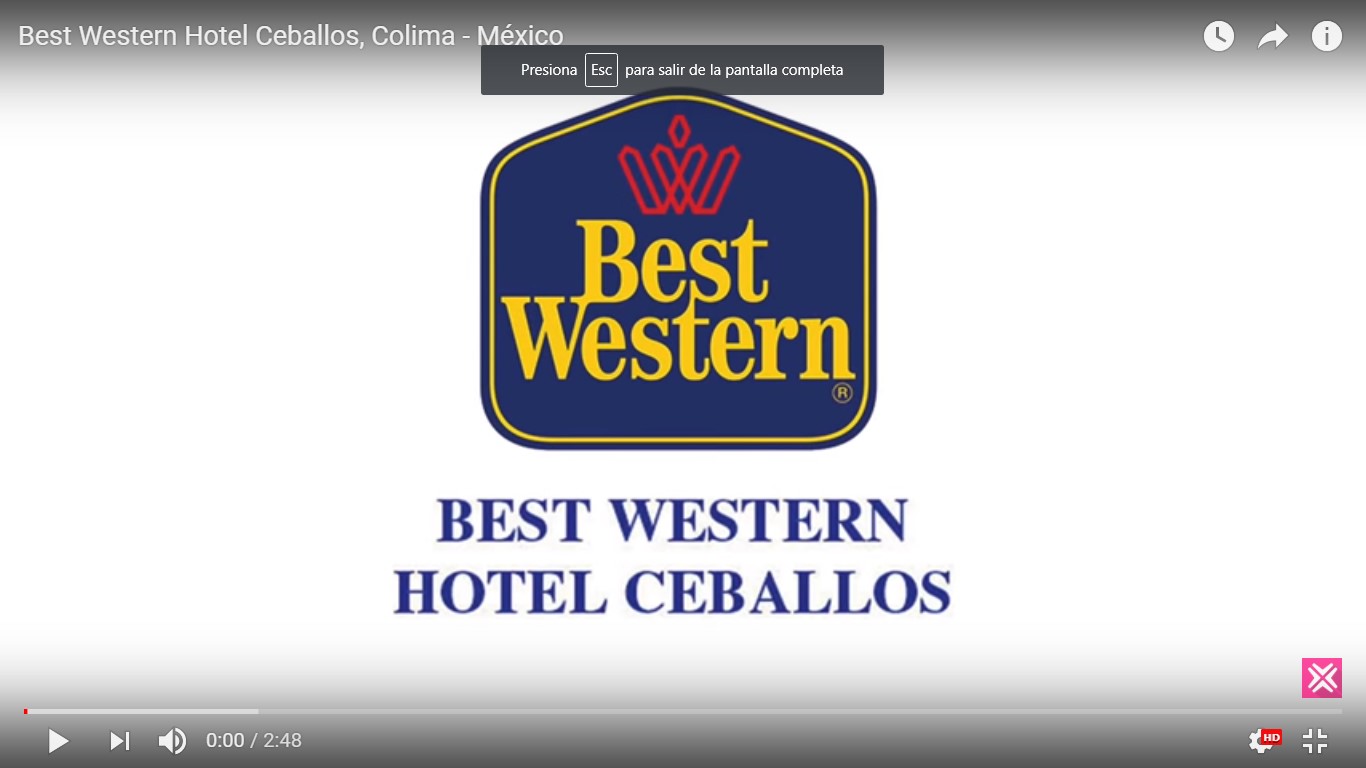 Best Western Hotel Ceballos, Colima - México
Presiona Esc para salir de la pantalla completa
Best
Western
®
BEST WESTERN
HOTEL CEBALLOS
0:00 / 2:48
HD